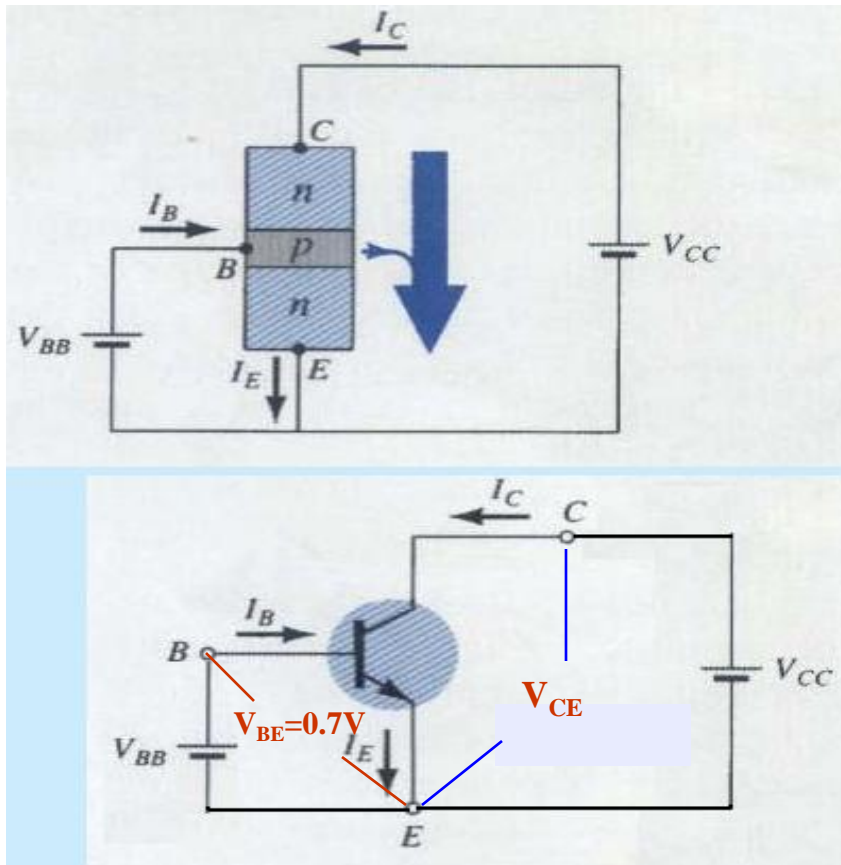 I_C
C
n
I_B
p
B
V_CC
n
V_BB
I_E
E
I_C
C
I_B
B
V_CC
V_CE
V_BE=0.7V
I_E
V_BB
E